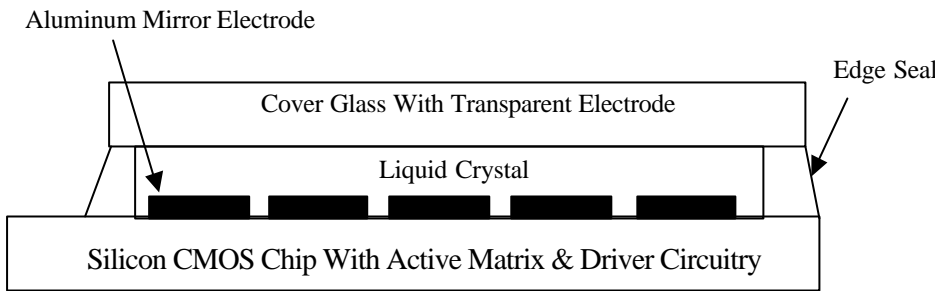 Aluminum Mirror Electrode
Edge Seal
Cover Glass With Transparent Electrode
Liquid Crystal
Silicon CMOS Chip With Active Matrix & Driver Circuitry